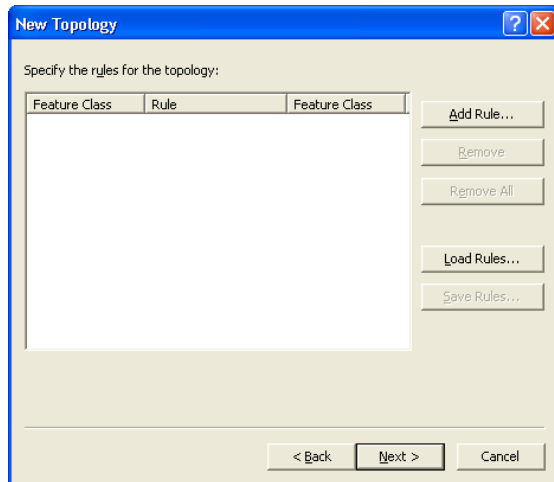 New Topology
Specify the rules for the topology:
Feature Class Rule Feature Class
Add Rule...
Remove
Remove All
Load Rules...
Save Rules...
< Back Next > Cancel